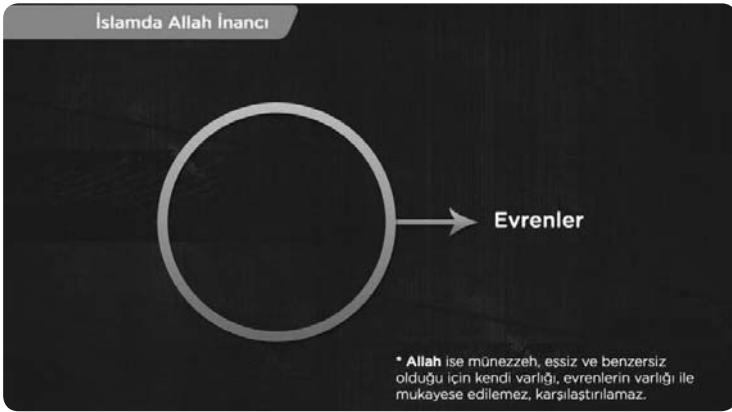 İslamda Allah İnancı
Evrenler
* Allah ise münezzeh, eşsiz ve benzersiz
olduğu için kendi varlığı, evrenlerin varlığı ile
mukayese edilemez, karşılaştırılamaz.